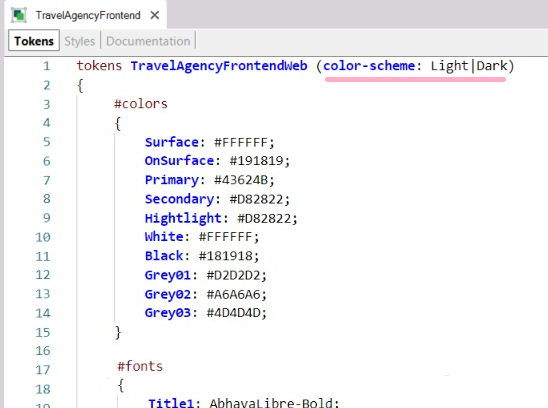 TravelAgencyFrontend
Tokens Styles Documentation
1 tokens TravelAgencyFrontendWeb (color-scheme: Light|Dark)
2 {
3 #colors
4 {
5 Surface: #FFFFFF;
6 OnSurface: #191819;
7 Primary: #43624B;
8 Secondary: #D82822;
9 Hightlight: #D82822;
10 White: #FFFFFF;
11 Black: #181918;
12 Grey01: #D2D2D2;
13 Grey02: #A6A6A6;
14 Grey03: #4D4D4D;
15 }
16
17 #fonts
18 {
19 Title1: AbhayaLibre-Bold;